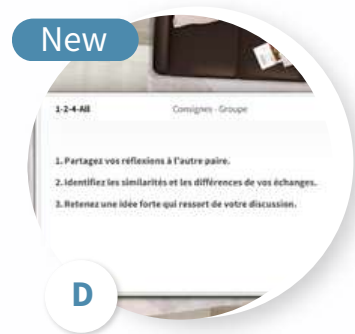 New
1-2-4-All Consignes - Groupe
1. Partagez vos réflexions à l'autre paire.
2. Identifiez les similarités et les différences de vos échanges.
3. Retenez une idée forte qui ressort de votre discussion.
D